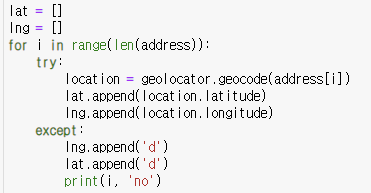 lat = []
lng = []
for i in range(len(address)):
    try:
        location = geolocator.geocode(address[i])
        lat.append(location.latitude)
        lng.append(location.longitude)
    except:
        lng.append('d')
        lat.append('d')
        print(i, 'no')